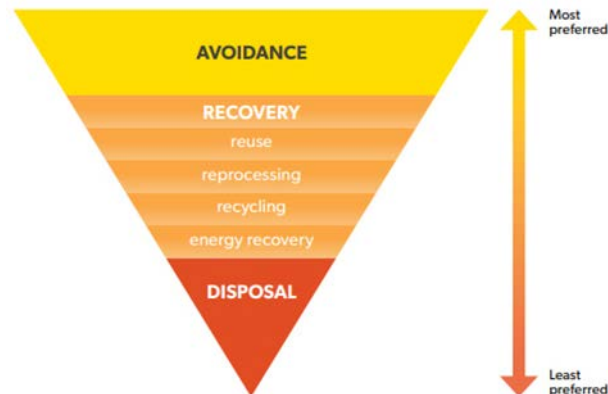 Most
preferred
AVOIDANCE
RECOVERY
reuse
reprocessing
recycling
energy recovery
DISPOSAL
Least
preferred